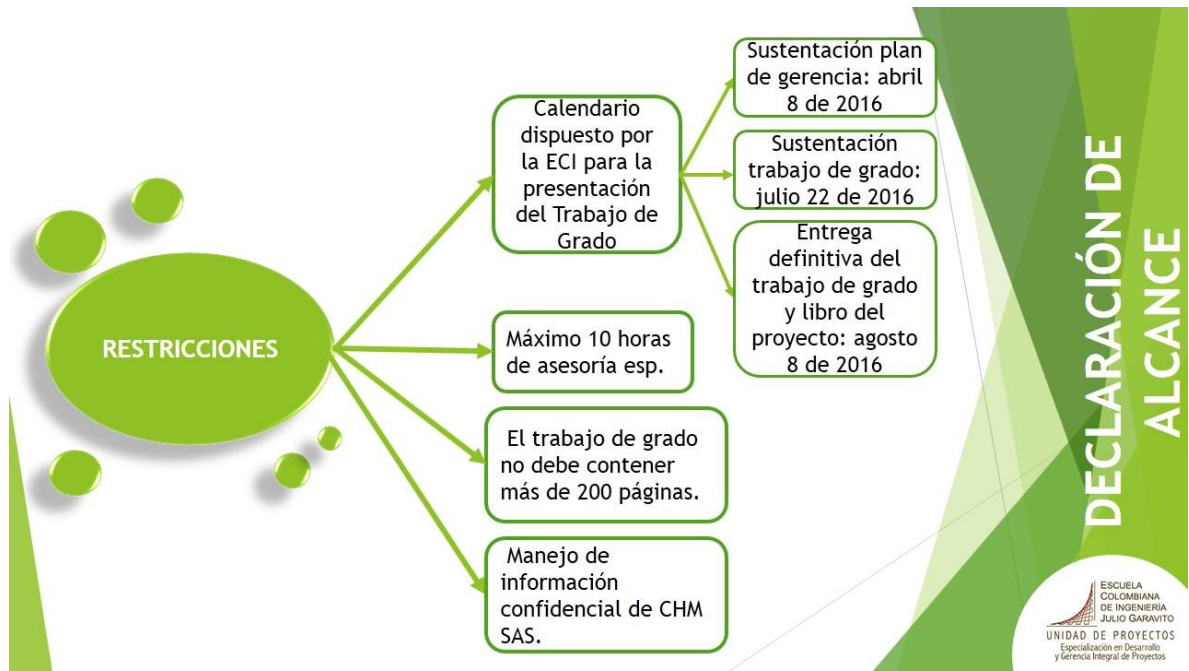 RESTRICCIONES
Calendario
dispuesto por
la ECI para la
presentación
del Trabajo de
Grado
Sustentación plan
de gerencia: abril
8 de 2016
Sustentación
trabajo de grado:
julio 22 de 2016
Entrega
definitiva del
trabajo de grado
y libro del
proyecto: agosto
8 de 2016
Máximo 10 horas
de asesoría esp.
El trabajo de grado
no debe contener
más de 200 páginas.
Manejo de
información
confidencial de CHM
SAS.
DECLARACIÓN DE
ALCANCE
ESCUELA
COLOMBIANA
DE INGENIERÍA
JULIO GARAVITO
UNIDAD DE PROYECTOS
Especialización en Desarrollo
y Gerencia Integral de Proyectos